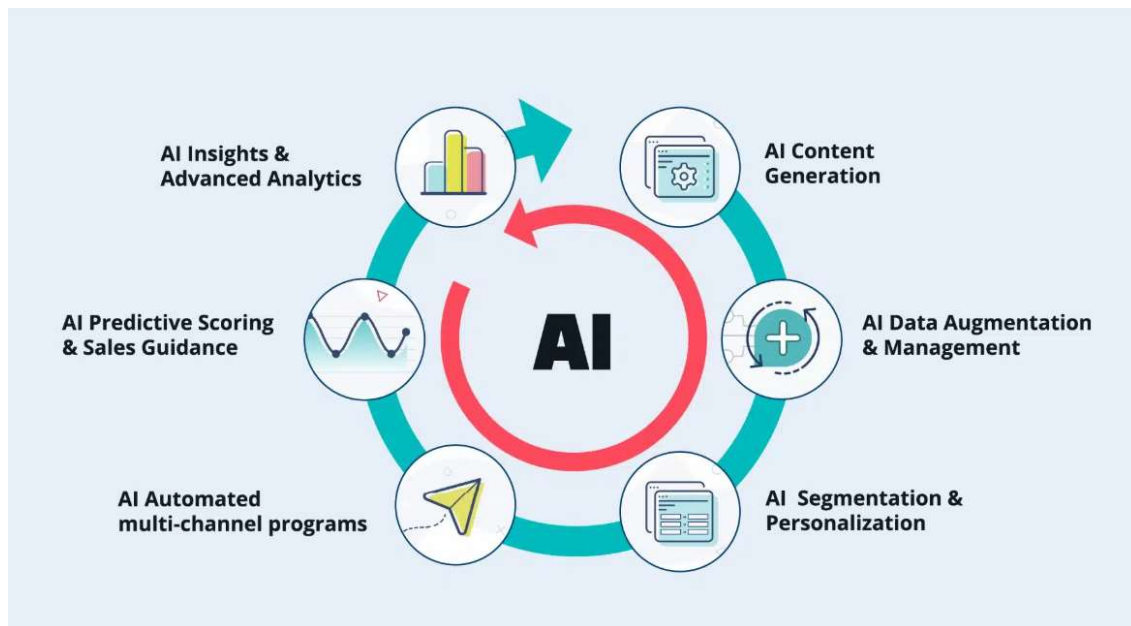 AI Insights &
Advanced Analytics
AI Content
Generation
AI Predictive Scoring
& Sales Guidance
AI
AI Data Augmentation
& Management
AI Automated
multi-channel programs
AI Segmentation &
Personalization